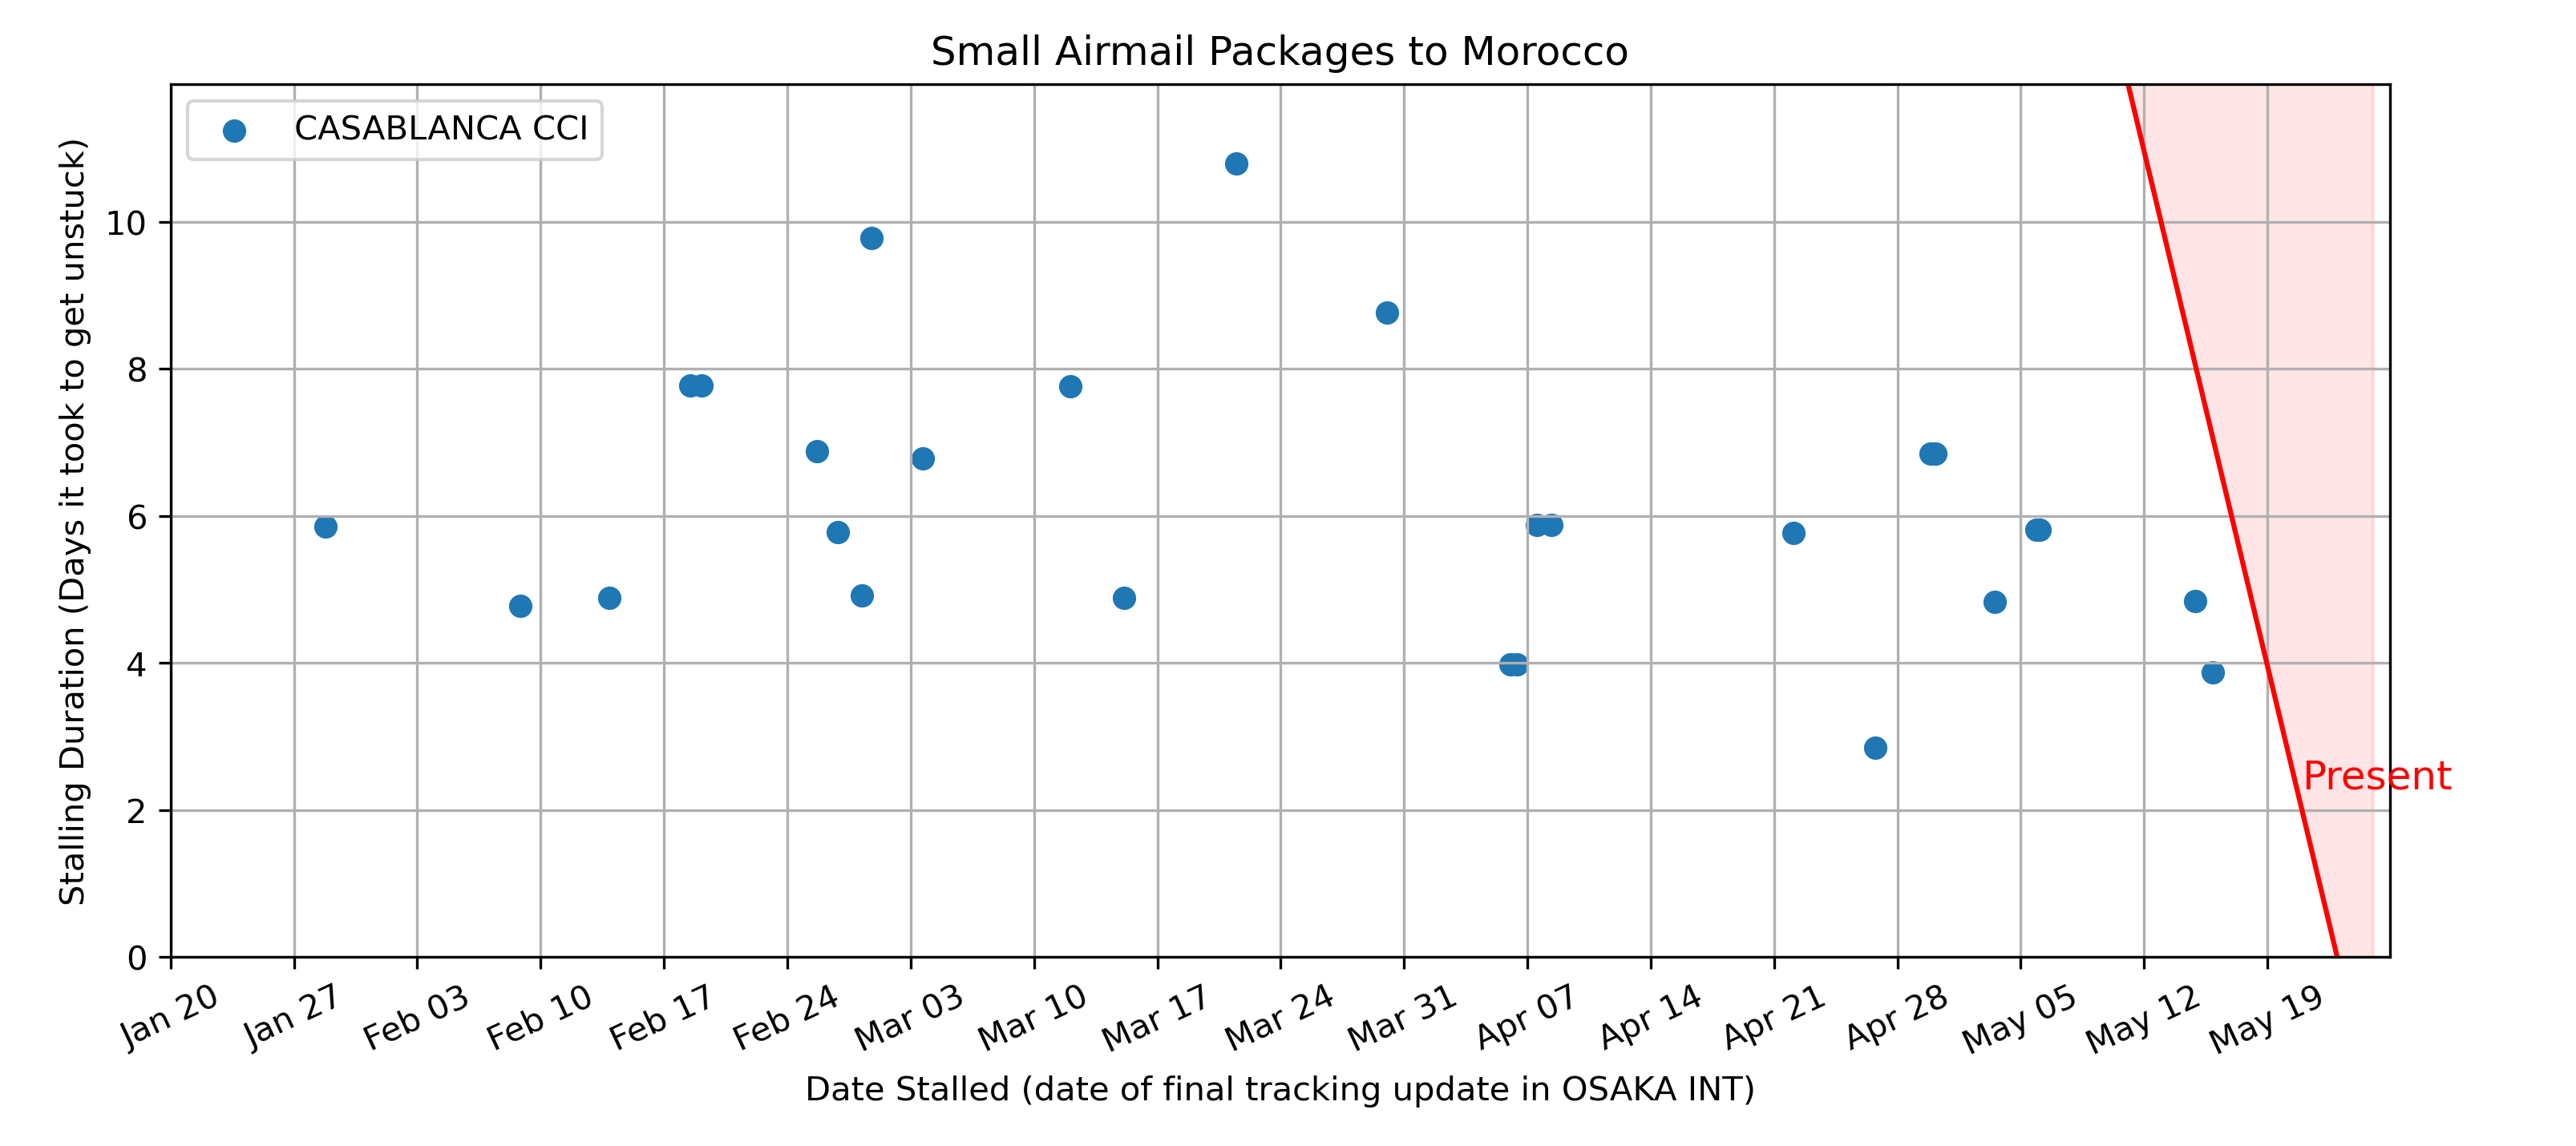 Small Airmail Packages to Morocco
CASABLANCA CCI
Stalling Duration (Days it took to get unstuck)
10
8
6
4
2
0
Present
Jan 20
Jan 27
Feb 03
Feb 10
Feb 17
Feb 24
Mar 03
Mar 10
Mar 17
Mar 24
Mar 31
Apr 07
Apr 14
Apr 21
Apr 28
May 05
May 12
May 19
Date Stalled (date of final tracking update in OSAKA INT)